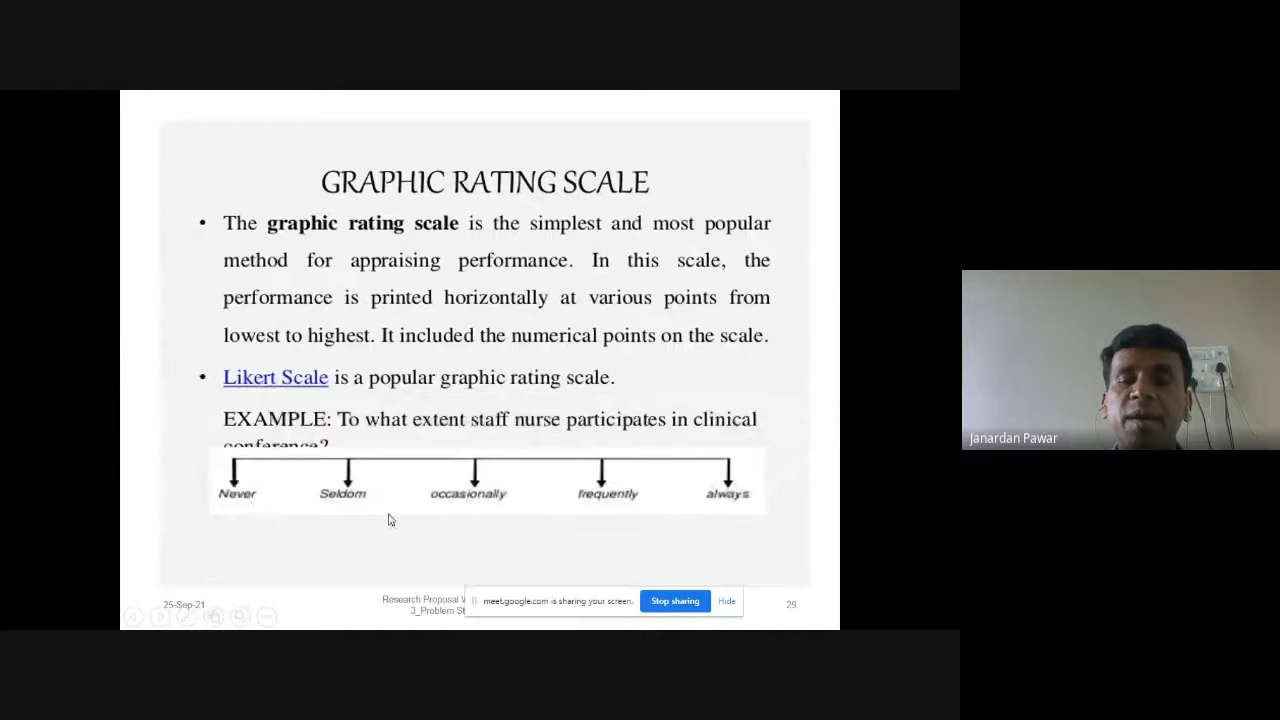 GRAPHIC RATING SCALE
• The graphic rating scale is the simplest and most popular
method for appraising performance. In this scale, the
performance is printed horizontally at various points from
lowest to highest. It included the numerical points on the scale.
• Likert Scale is a popular graphic rating scale.
EXAMPLE: To what extent staff nurse participates in clinical
conference?
Never Seldom occasionally frequently always
Janardan Pawar
25-Sep-21
Research Proposal
3_Problem
meet.google.com is sharing your screen. Stop sharing Hide
29